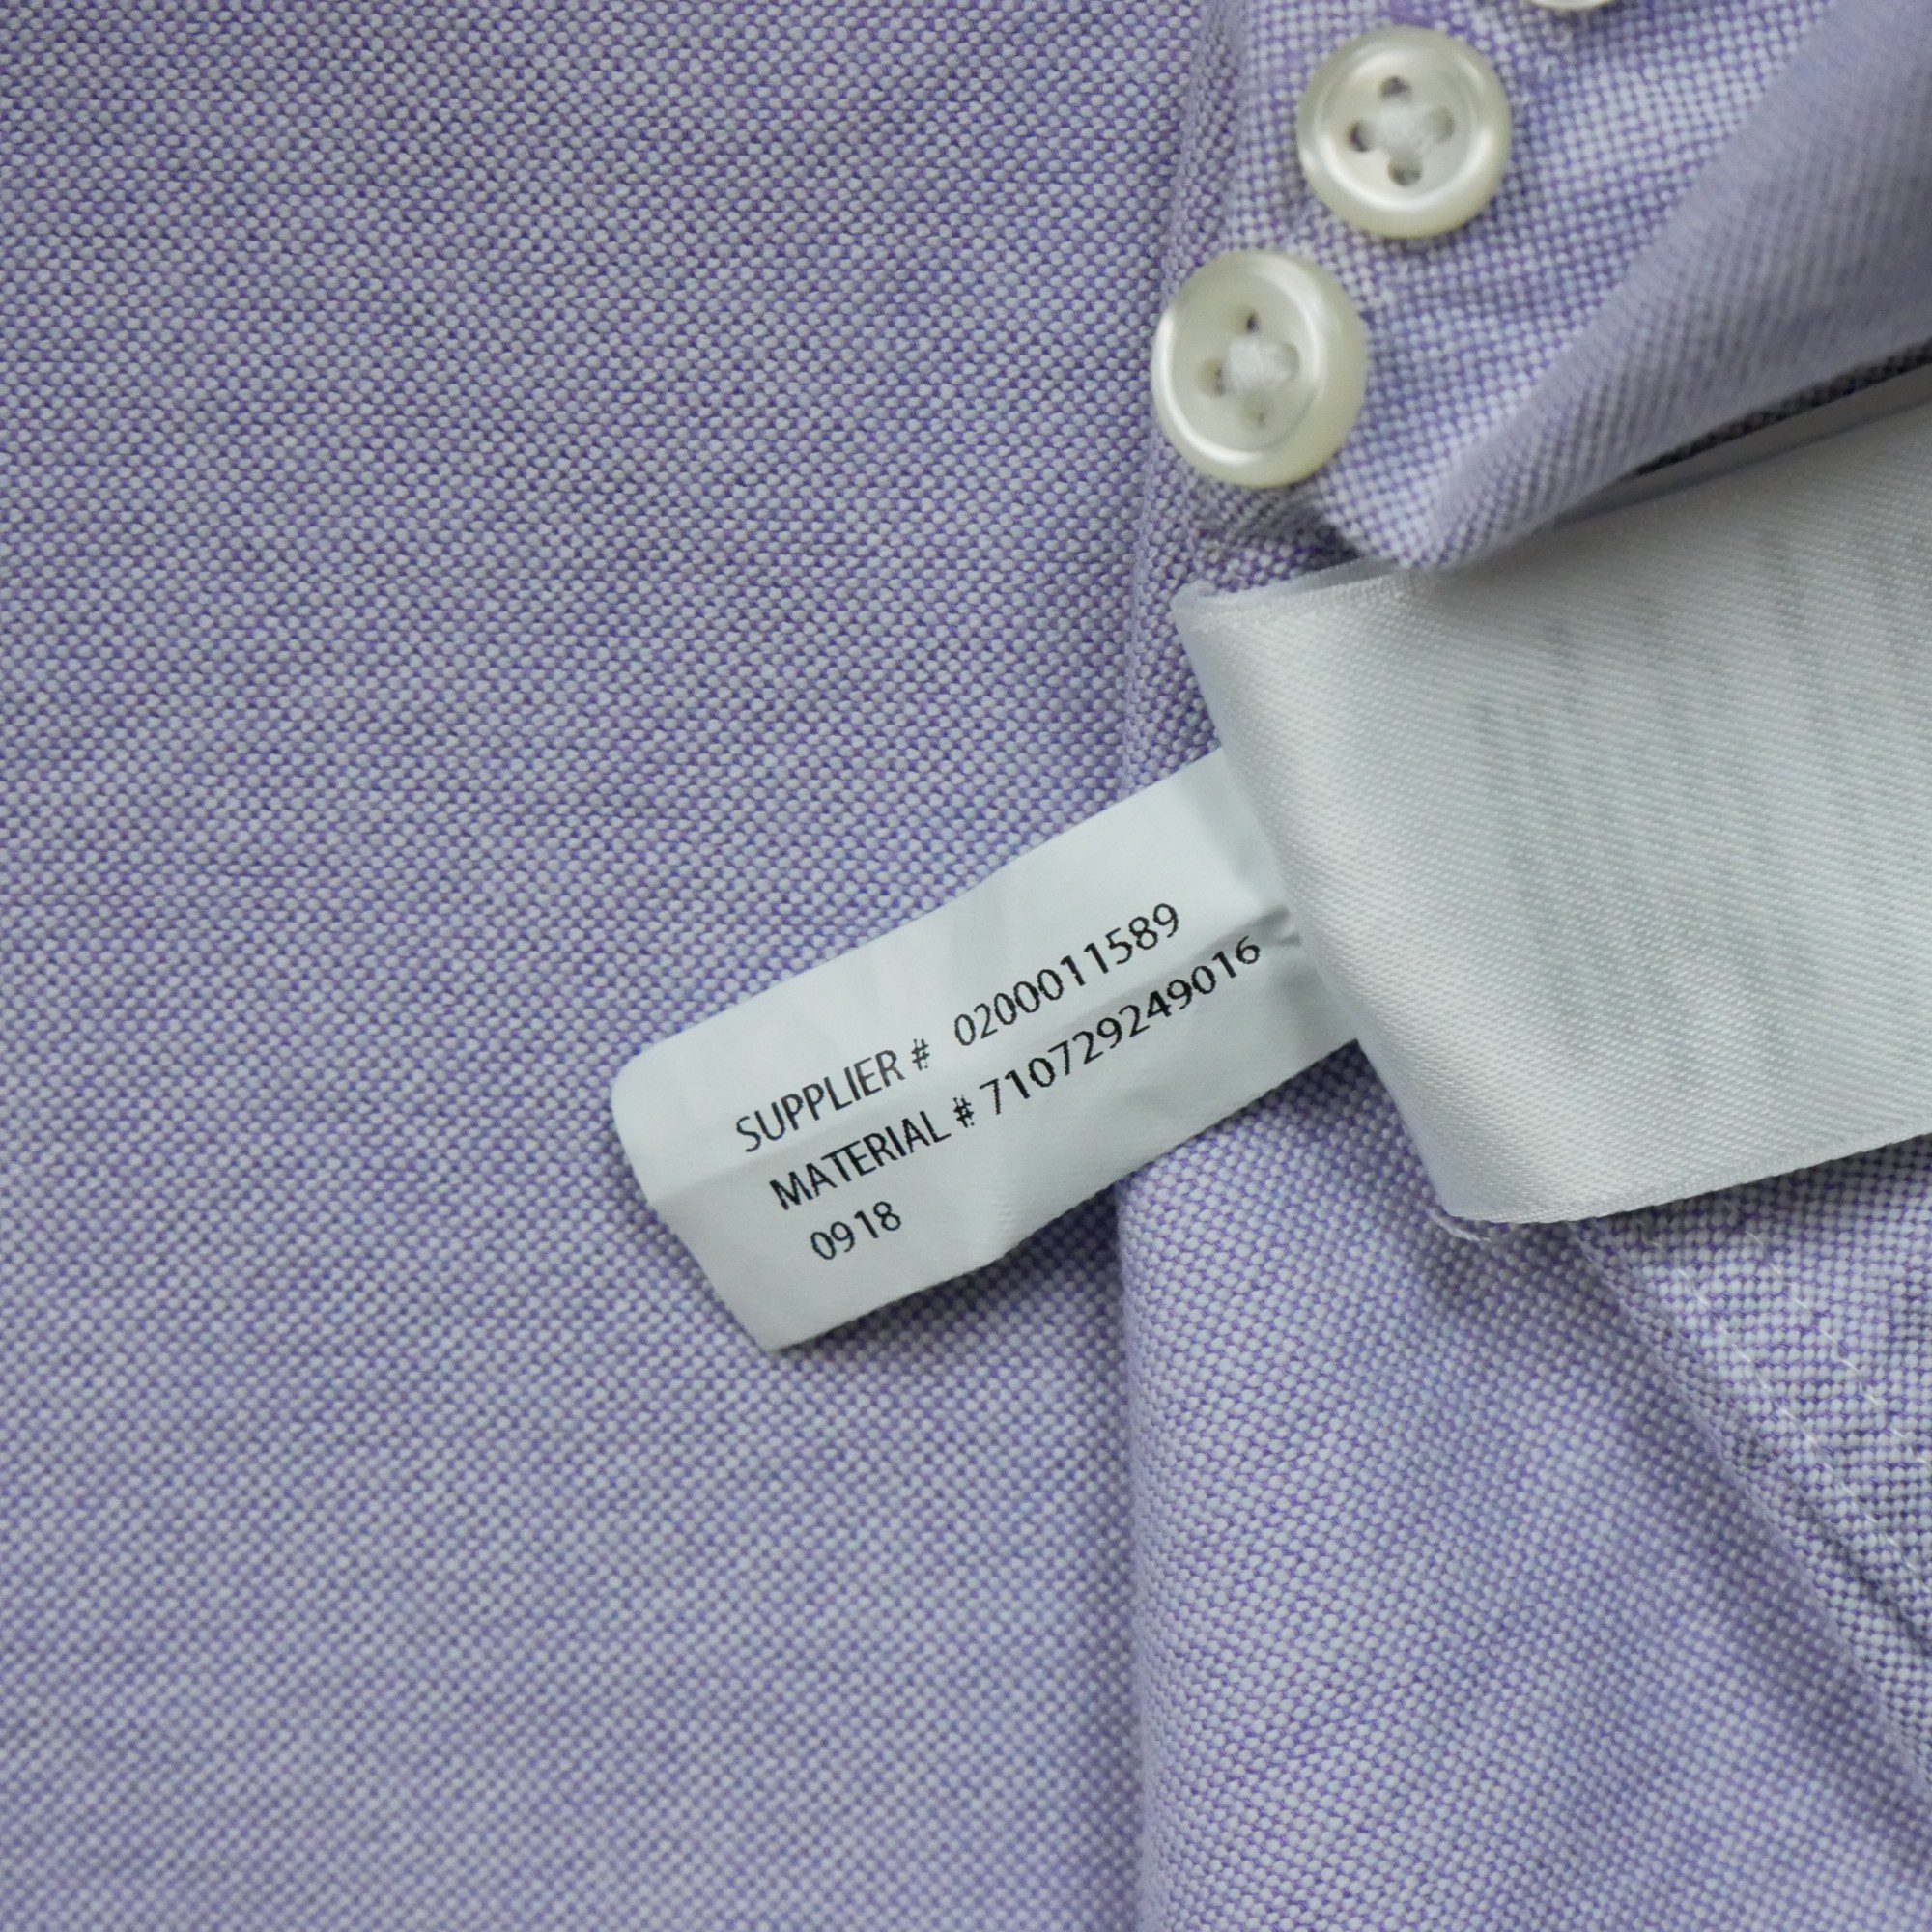 SUPPLIER # 0200011589
MATERIAL # 710729249016
0918